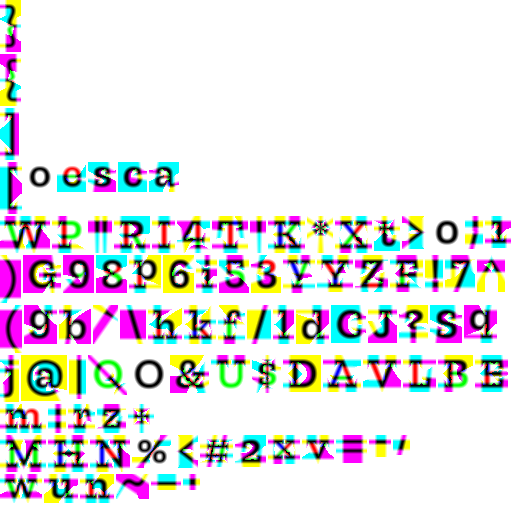 }
{
]
[ o e s c a
W P " R I 4 T " K * X t > o ; 1
) G 9 8 P 6 i 5 3 y Y Z F ! 7 ^
( 9 b / \ h k f / l d C J ? S q
j @ | Q O & U $ D A V L B E
m | r z +
M H N % < # 2 x v = - '
w u n ~ — '